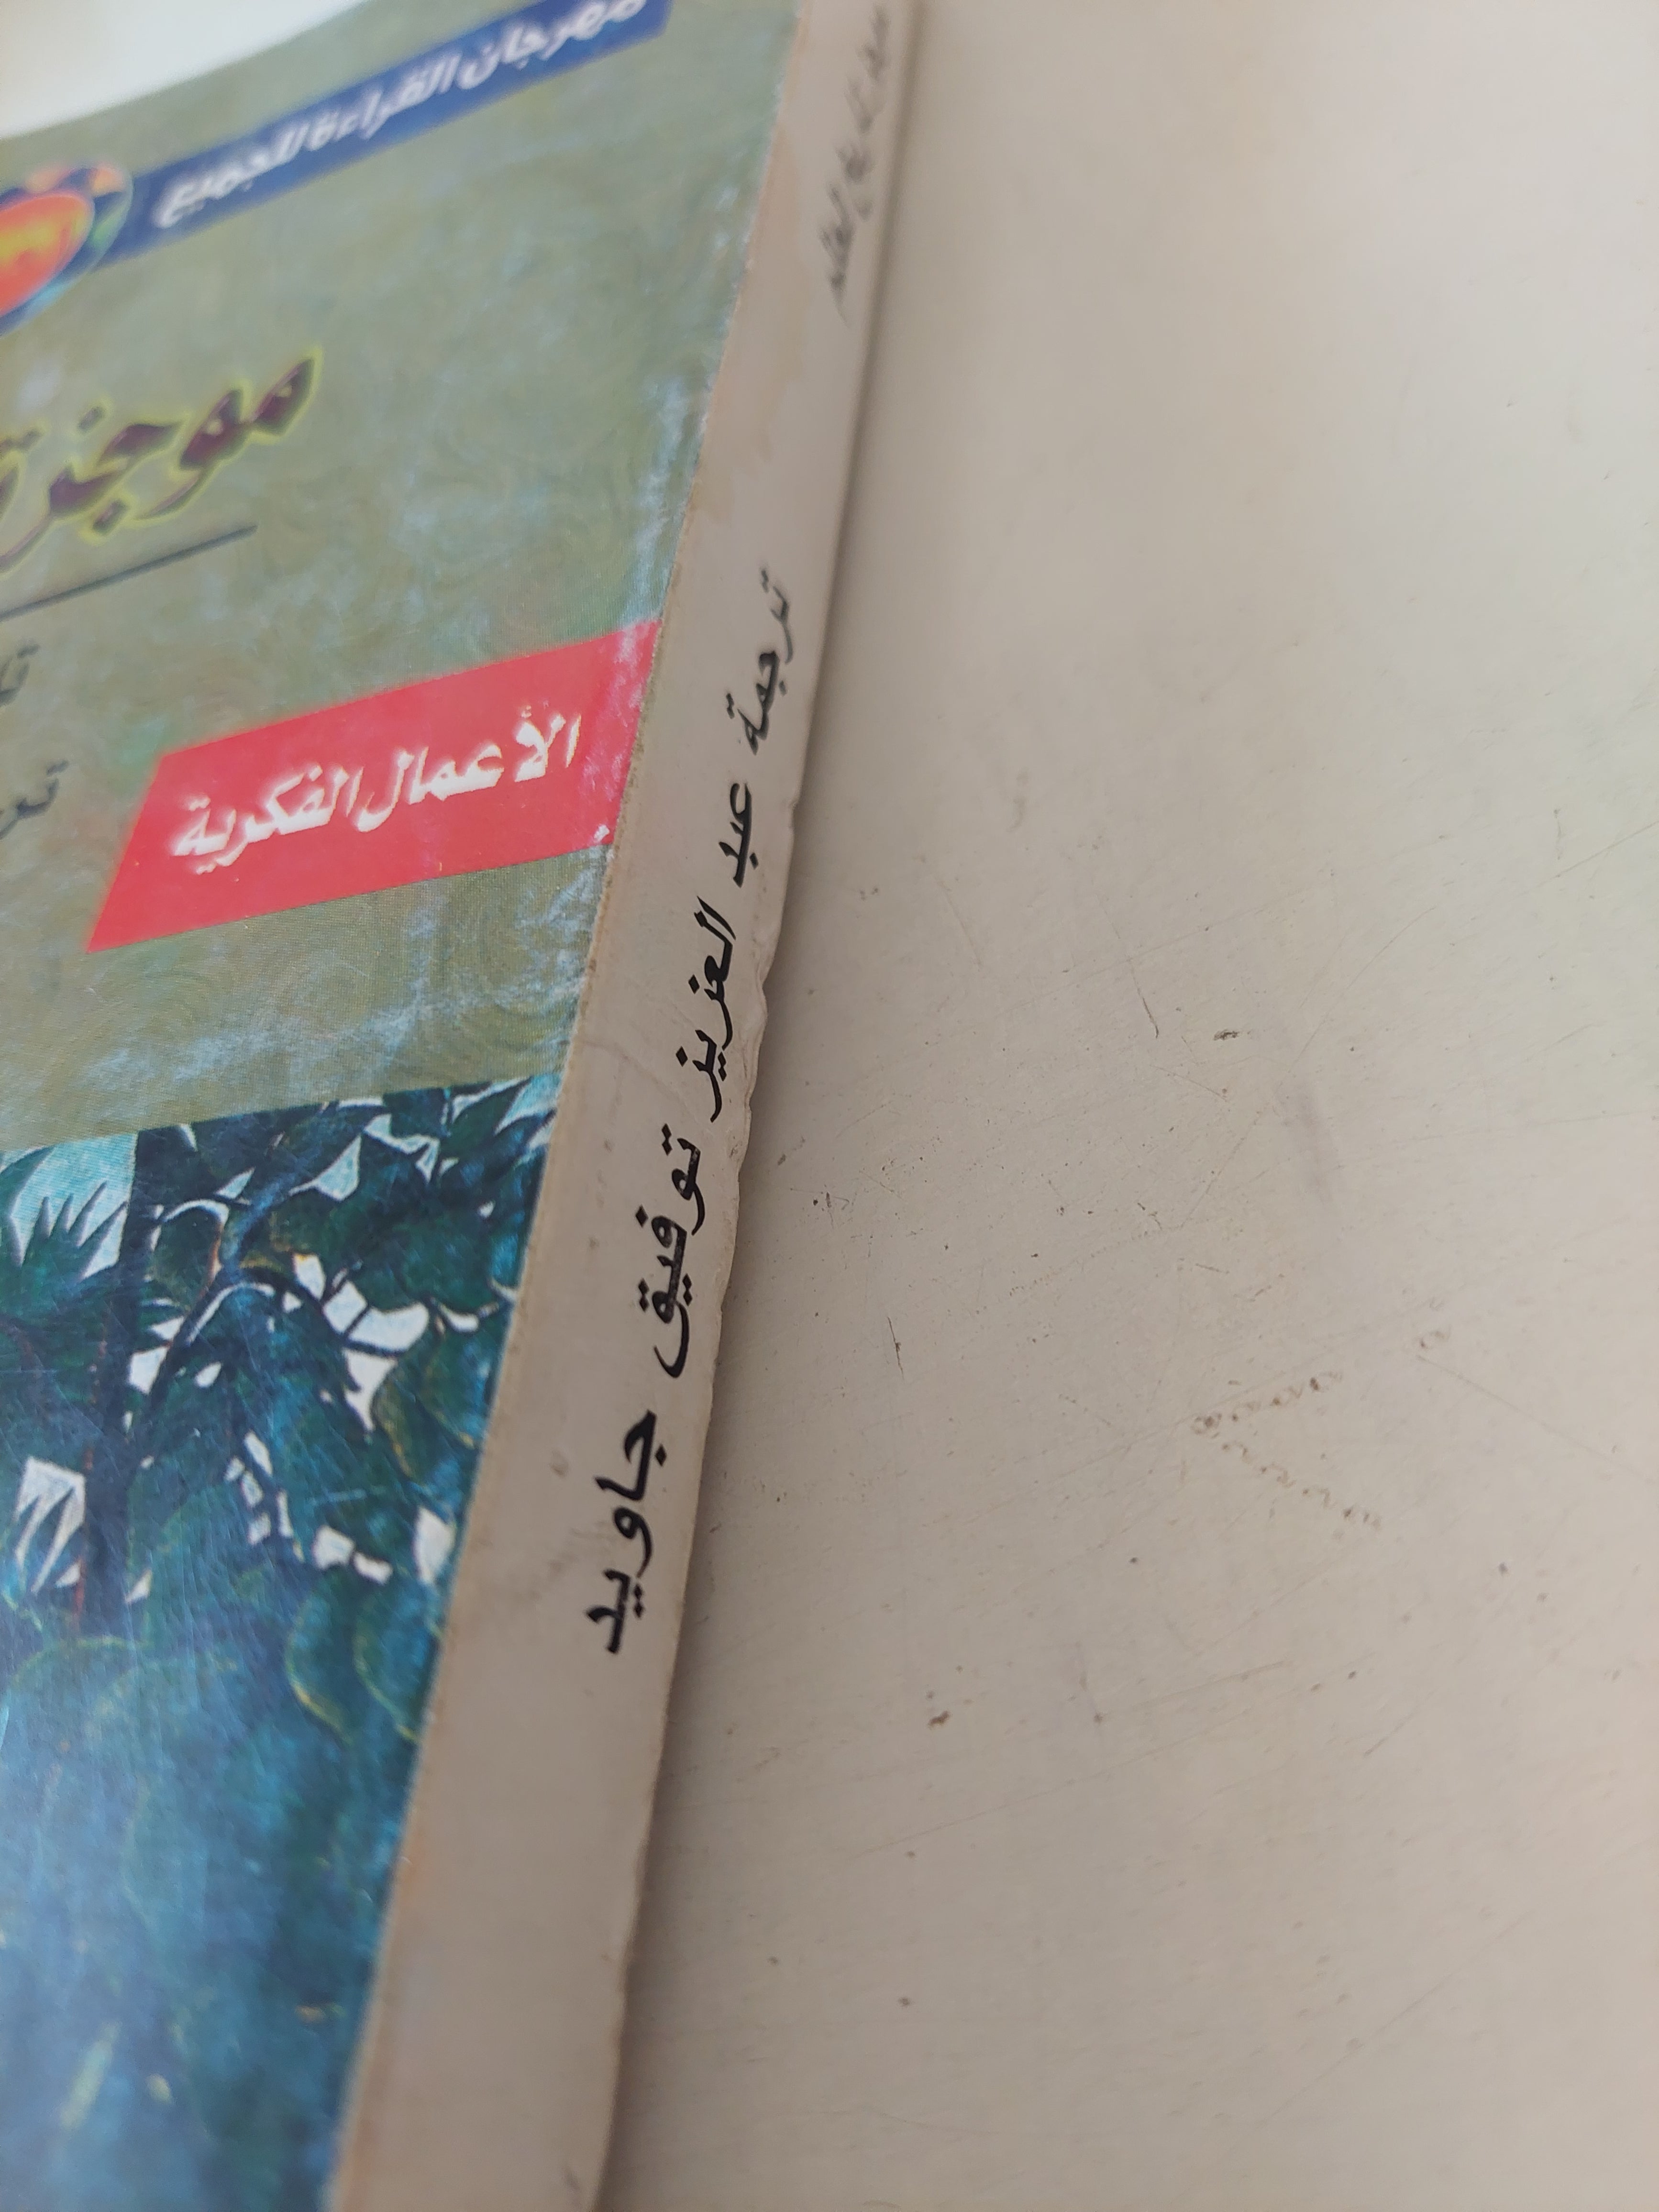 مهرجان القراءة للجميع
موجز
الأعمال الفكرية
ترجمة عبد العزيز توفيق جاويد